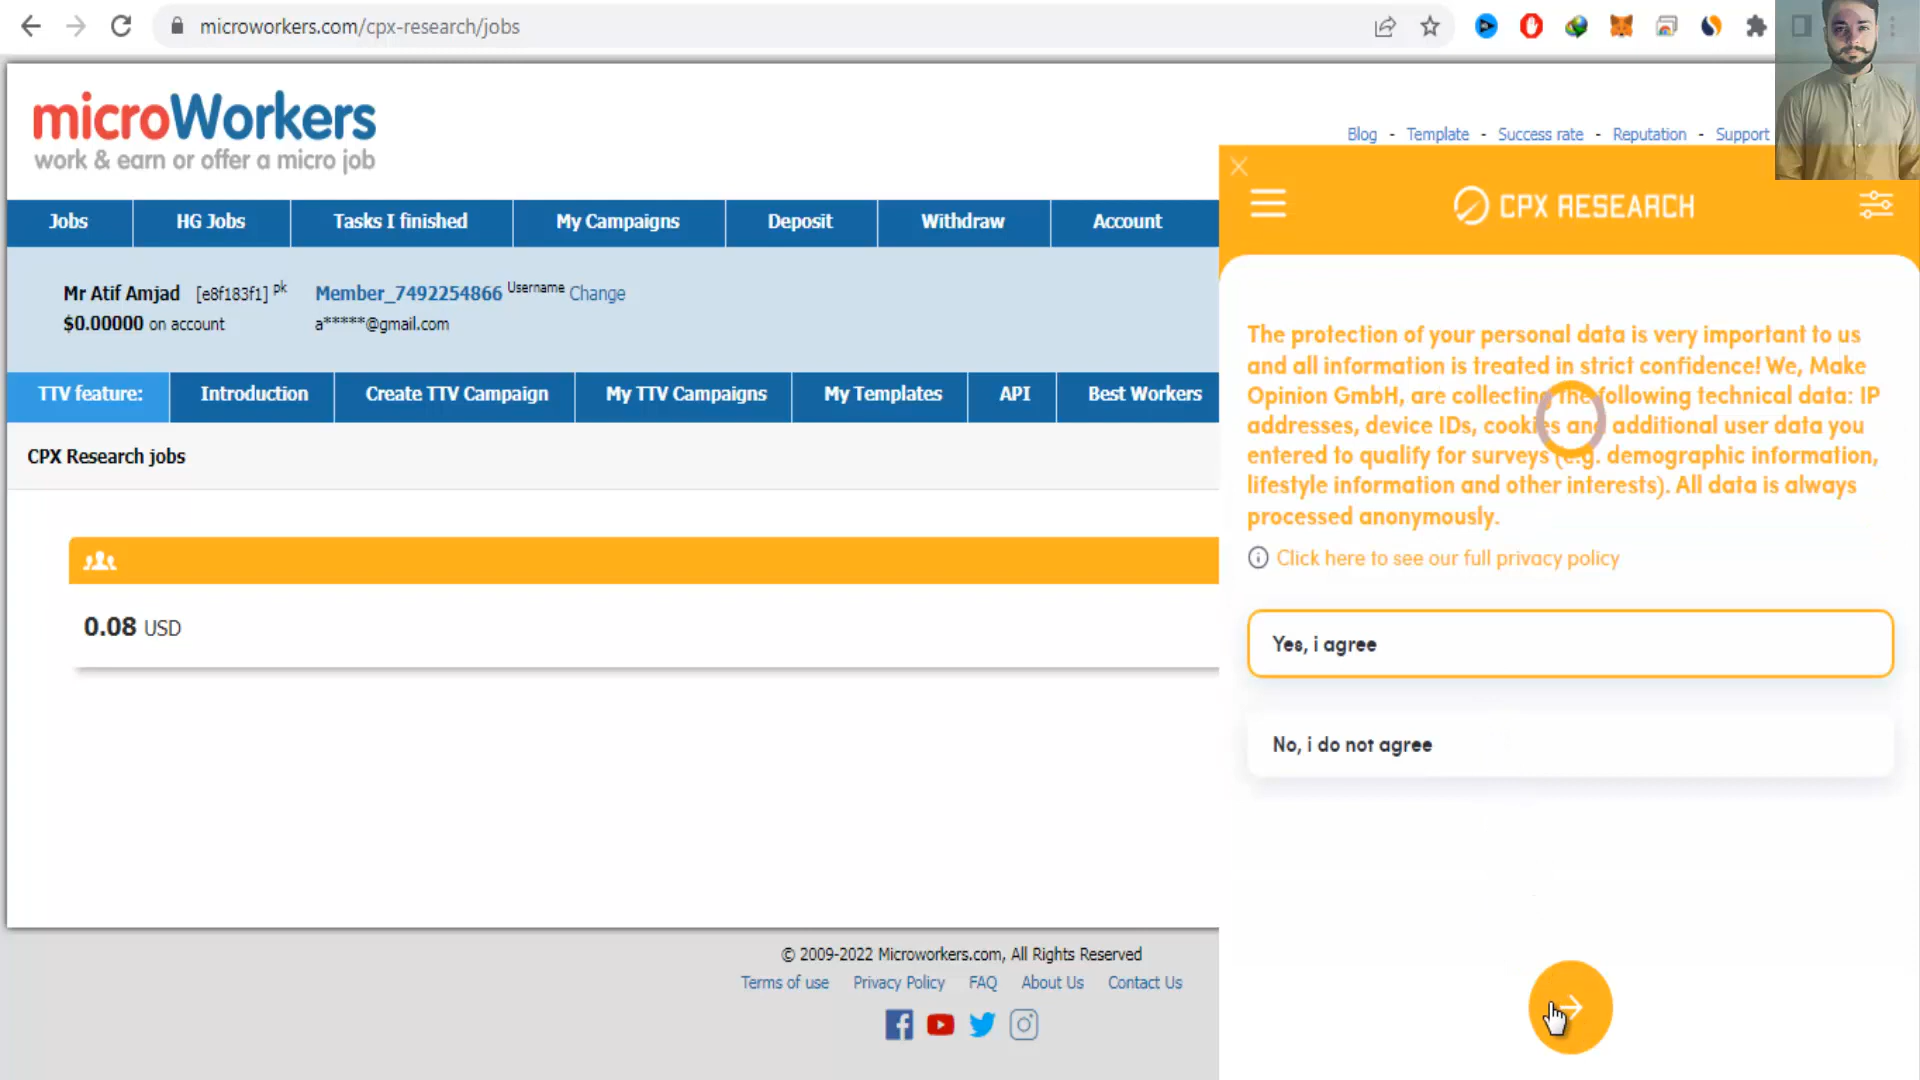 microworkers.com/cpx-research/jobs
microWorkers
work & earn or offer a micro job
Blog - Template - Success rate - Reputation - Support
Jobs HG Jobs Tasks I finished My Campaigns Deposit Withdraw Account
Mr Atif Amjad [e8f183f1] pk Member_7492254866 Username Change
$0.00000 on account a*****@gmail.com
TTV feature: Introduction Create TTV Campaign My TTV Campaigns My Templates API Best Workers
CPX Research jobs
0.08 USD
© 2009-2022 Microworkers.com, All Rights Reserved
Terms of use Privacy Policy FAQ About Us Contact Us
CPX RESEARCH
The protection of your personal data is very important to us
and all information is treated in strict confidence! We, Make
Opinion GmbH, are collecting the following technical data: IP
addresses, device IDs, cookies and additional user data you
entered to qualify for surveys (e.g. demographic information,
lifestyle information and other interests). All data is always
processed anonymously.
Click here to see our full privacy policy
Yes, i agree
No, i do not agree